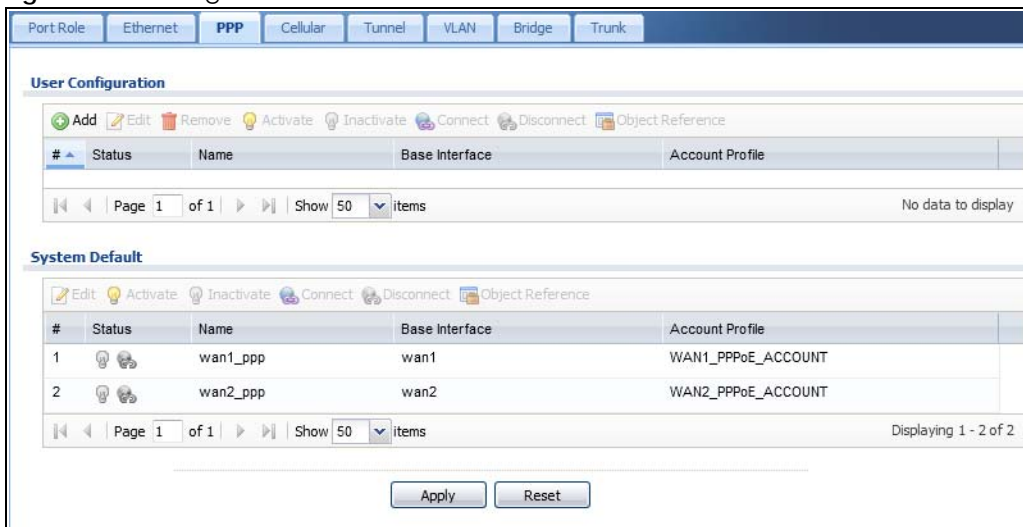 Port Role Ethernet PPP Cellular Tunnel VLAN Bridge Trunk
User Configuration
Add Edit Remove Activate Inactivate Connect Disconnect Object Reference
# Status Name Base Interface Account Profile
Page 1 of 1 Show 50 items No data to display
System Default
Edit Activate Inactivate Connect Disconnect Object Reference
# Status Name Base Interface Account Profile
1 wan1_ppp wan1 WAN1_PPPoE_ACCOUNT
2 wan2_ppp wan2 WAN2_PPPoE_ACCOUNT
Page 1 of 1 Show 50 items Displaying 1 - 2 of 2
Apply Reset